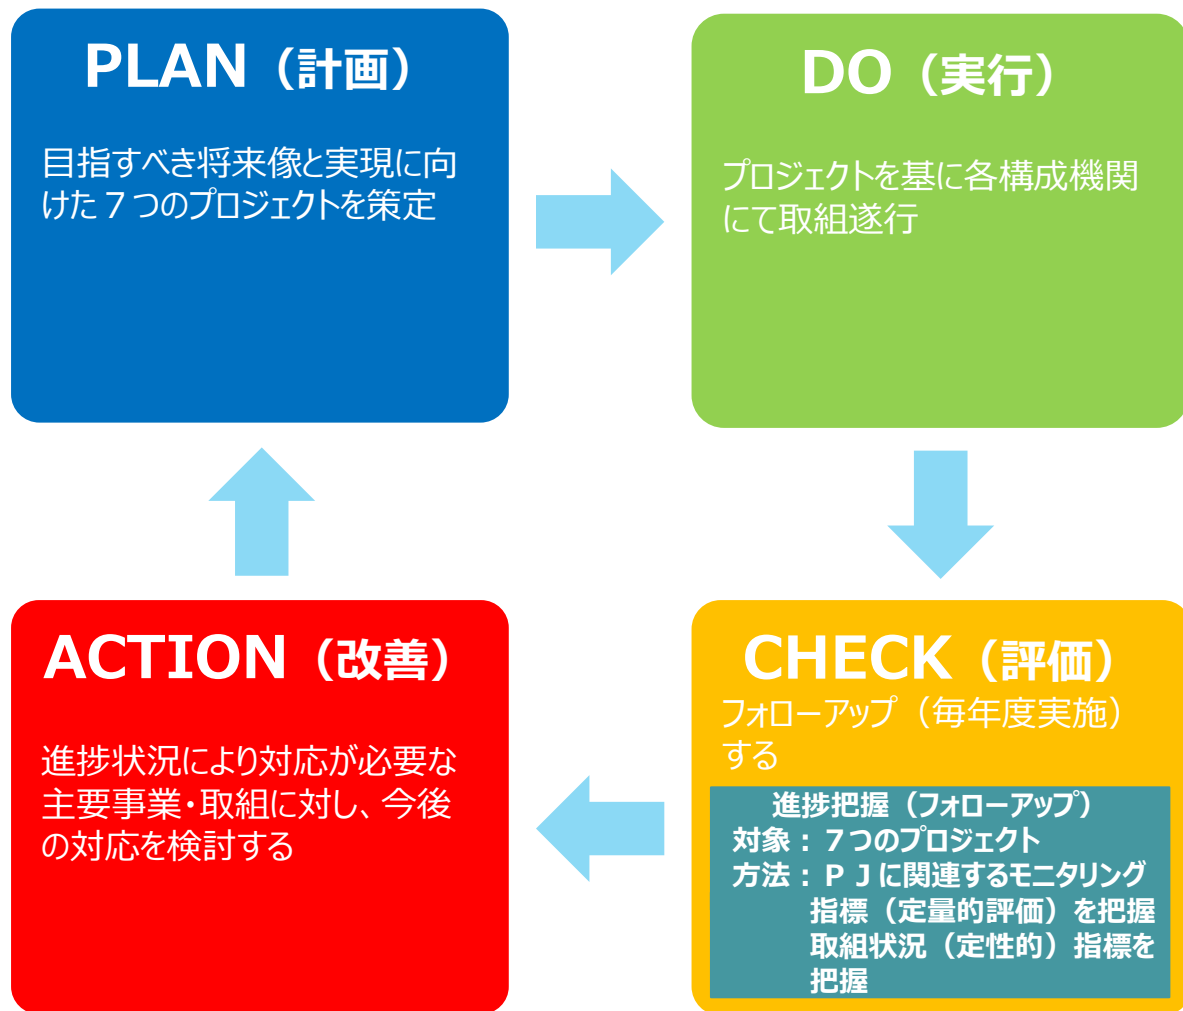 PLAN（計画）
目指すべき将来像と実現に向
けた７つのプロジェクトを策定
DO（実行）
プロジェクトを基に各構成機関
にて取組遂行
ACTION（改善）
進捗状況により対応が必要な
主要事業・取組に対し、今後
の対応を検討する
CHECK（評価）
フォローアップ（毎年度実施）
する
進捗把握（フォローアップ）
対象：７つのプロジェクト
方法：ＰＪに関連するモニタリング
指標（定量的評価）を把握
取組状況（定性的）指標を
把握